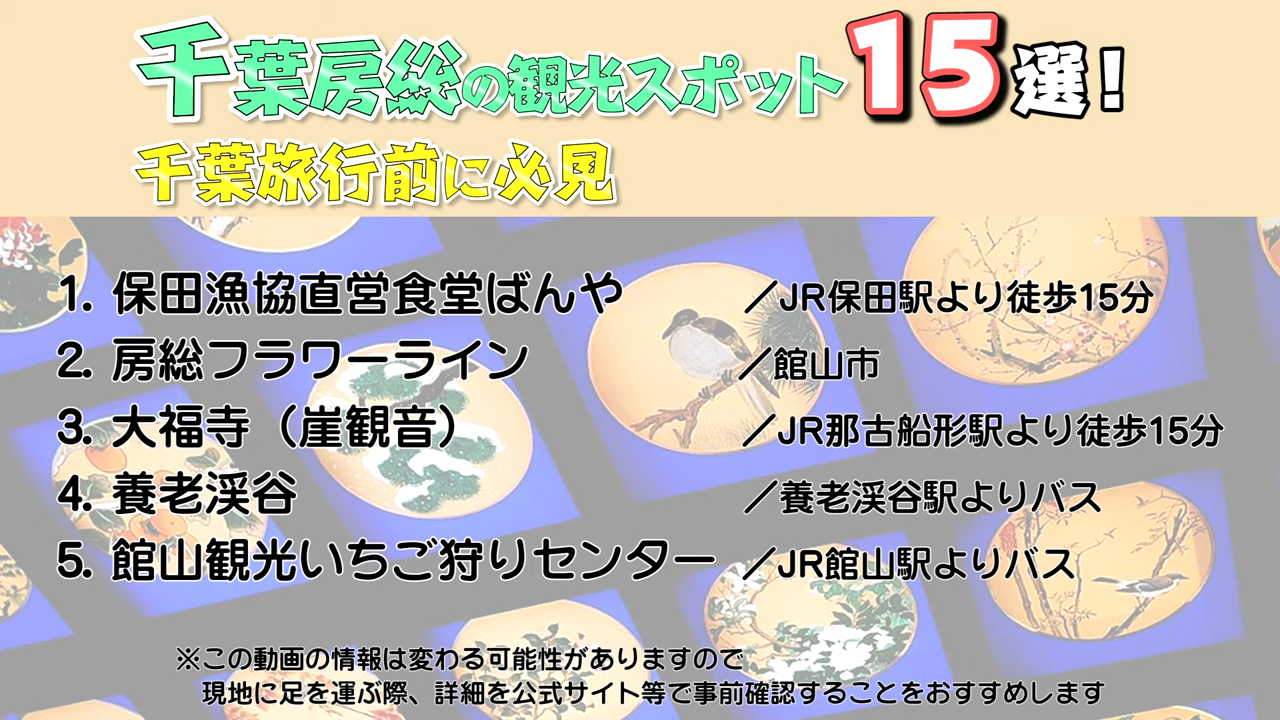 千葉房総の観光スポット15選!
千葉旅行前に必見
1. 保田漁協直営食堂ばんや ／JR保田駅より徒歩15分
2. 房総フラワーライン ／館山市
3. 大福寺（崖観音） ／JR那古船形駅より徒歩15分
4. 養老渓谷 ／養老渓谷駅よりバス
5. 館山観光いちご狩りセンター ／JR館山駅よりバス
※この動画の情報は変わる可能性がありますので
現地に足を運ぶ際、詳細を公式サイト等で事前確認することをおすすめします